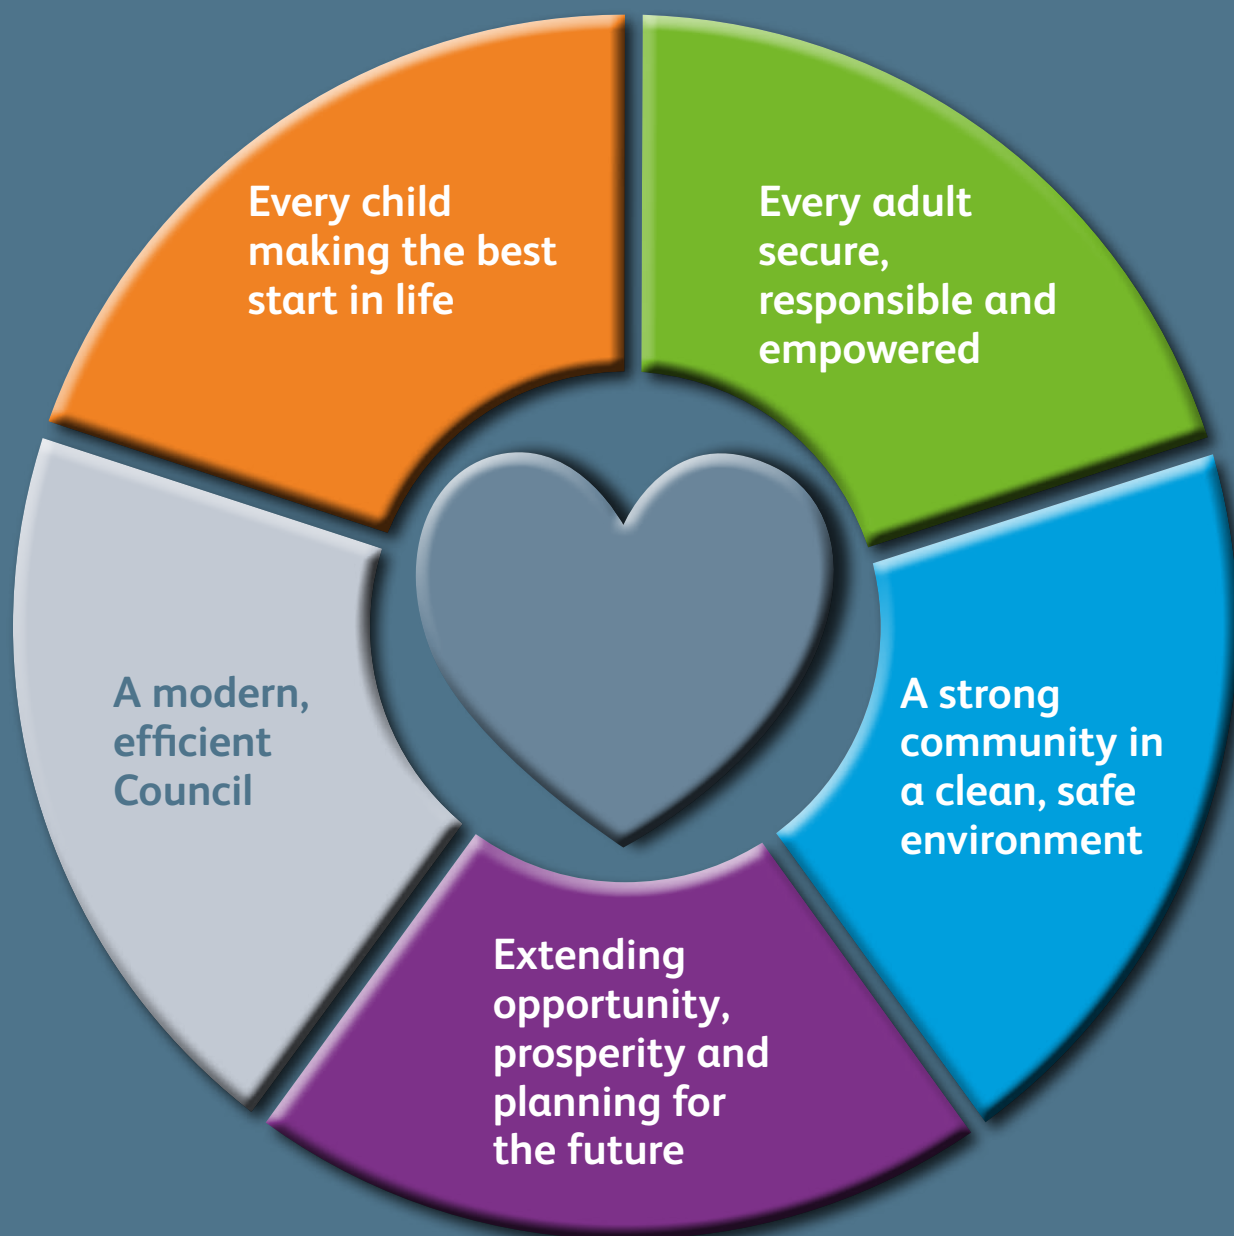 Every child
making the best
start in life
Every adult
secure,
responsible and
empowered
A strong
community in
a clean, safe
environment
Extending
opportunity,
prosperity and
planning for
the future
A modern,
efficient
Council